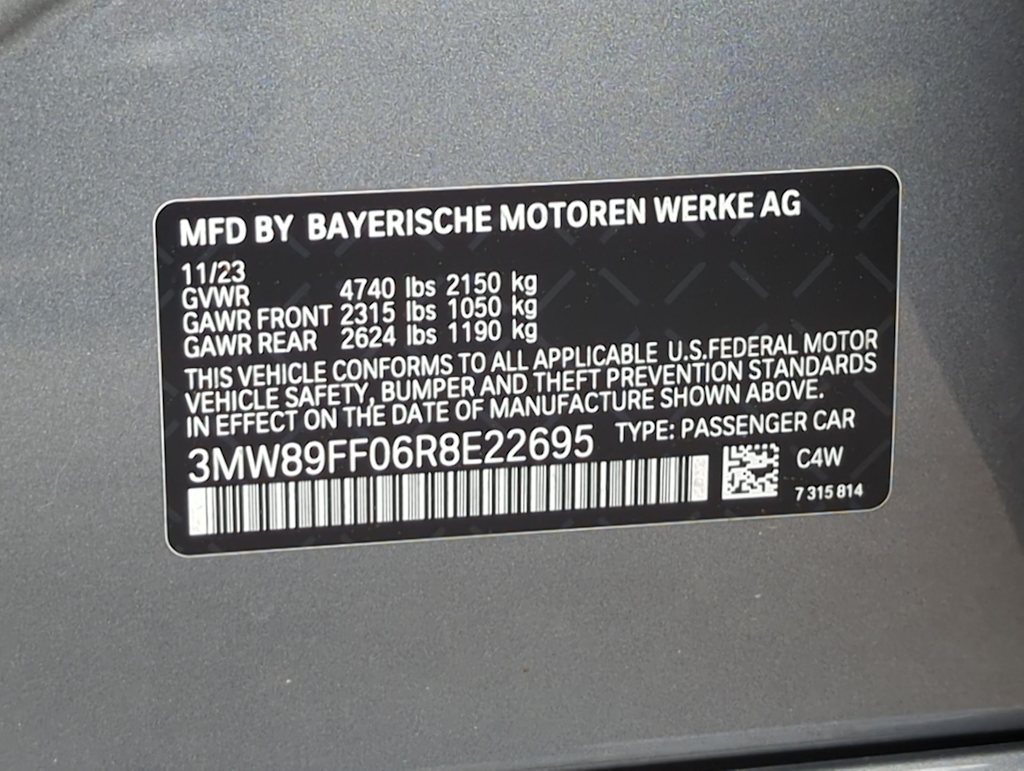 MFD BY BAYERISCHE MOTOREN WERKE AG
11/23
GVWR 4740 lbs 2150 kg
GAWR FRONT 2315 lbs 1050 kg
GAWR REAR 2624 lbs 1190 kg
THIS VEHICLE CONFORMS TO ALL APPLICABLE U.S.FEDERAL MOTOR
VEHICLE SAFETY, BUMPER AND THEFT PREVENTION STANDARDS
IN EFFECT ON THE DATE OF MANUFACTURE SHOWN ABOVE.
3MW89FF06R8E22695 TYPE: PASSENGER CAR
C4W
7 315 814